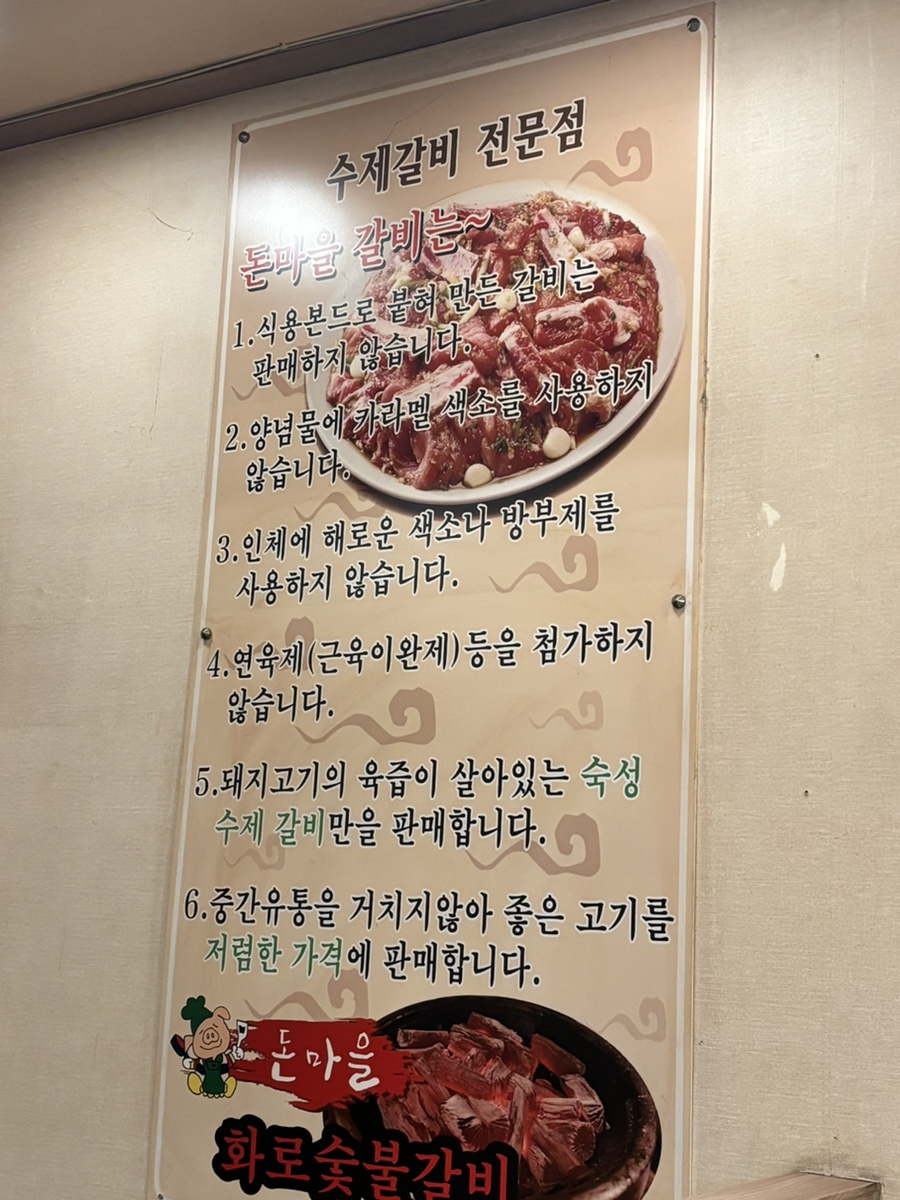 수제갈비 전문점
돈마을 갈비는~
1.식용본드로 붙혀 만든 갈비는
판매하지 않습니다.
2.양념물에 카라멜 색소를 사용하지
않습니다.
3.인체에 해로운 색소나 방부제를
사용하지 않습니다.
4.연육제(근육이완제)등을 첨가하지
않습니다.
5.돼지고기의 육즙이 살아있는 숙성
수제 갈비만을 판매합니다.
6.중간유통을 거치지않아 좋은 고기를
저렴한 가격에 판매합니다.
돈마을
화로숯불갈비